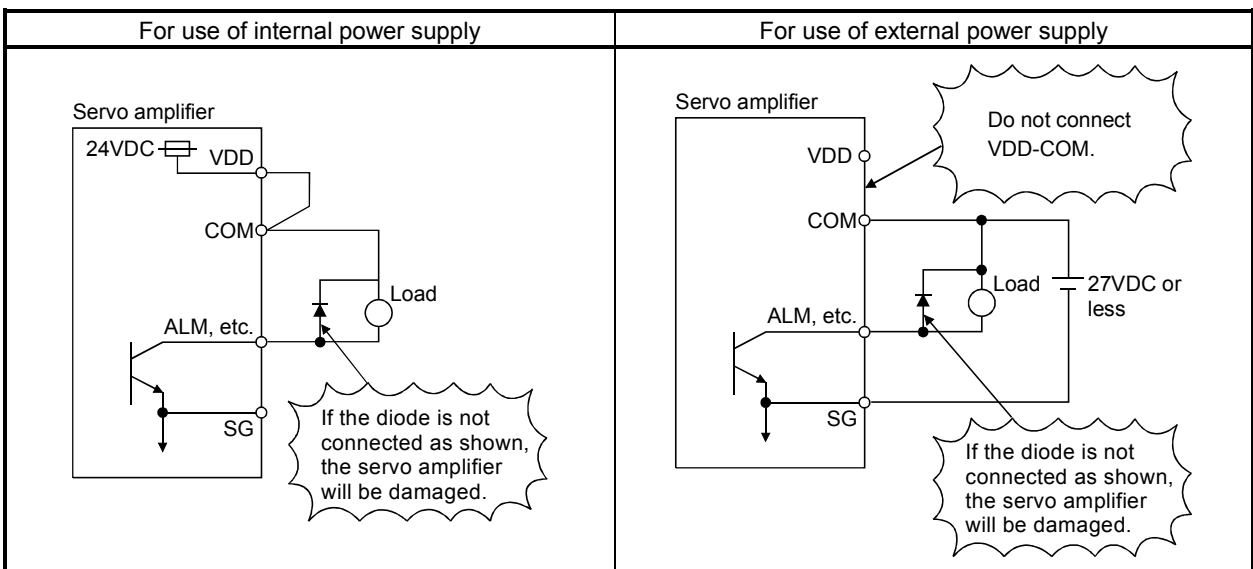 For use of internal power supply
For use of external power supply
Servo amplifier
24VDC
VDD
COM
Load
ALM, etc.
SG
If the diode is not
connected as shown,
the servo amplifier
will be damaged.
Servo amplifier
Do not connect
VDD-COM.
VDD
COM
Load
27VDC or
less
ALM, etc.
SG
If the diode is not
connected as shown,
the servo amplifier
will be damaged.